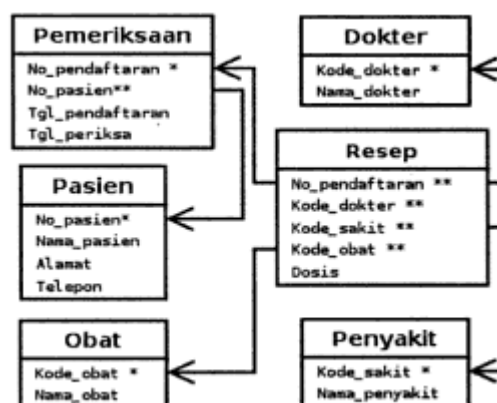 Pemeriksaan
No_pendaftaran *
No_pasien**
Tgl_pendaftaran
Tgl_periksa
Dokter
Kode_dokter *
Nama_dokter
Pasien
No_pasien*
Nama_pasien
Alamat
Telepon
Resep
No_pendaftaran **
Kode_dokter **
Kode_sakit **
Kode_obat **
Dosis
Obat
Kode_obat *
Nama_obat
Penyakit
Kode_sakit *
Nama_penyakit